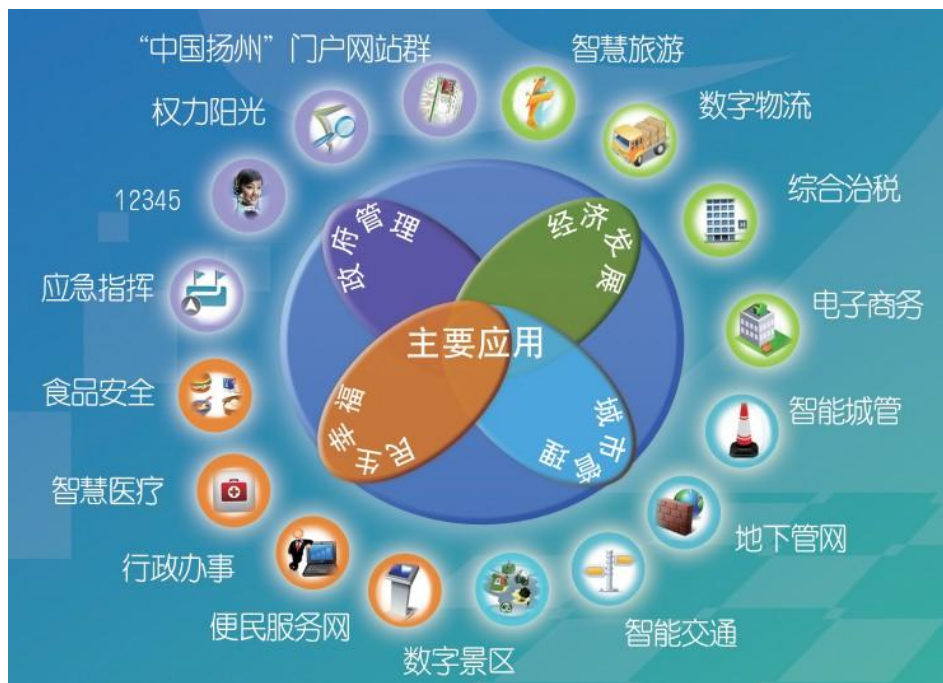 “中国扬州”门户网站群
智慧旅游
权力阳光
数字物流
12345
综合治税
应急指挥
电子商务
食品安全
智能城管
智慧医疗
地下管网
行政办事
智能交通
便民服务网
数字景区
政府管理
经济发展
主要应用
民生幸福
城市管理